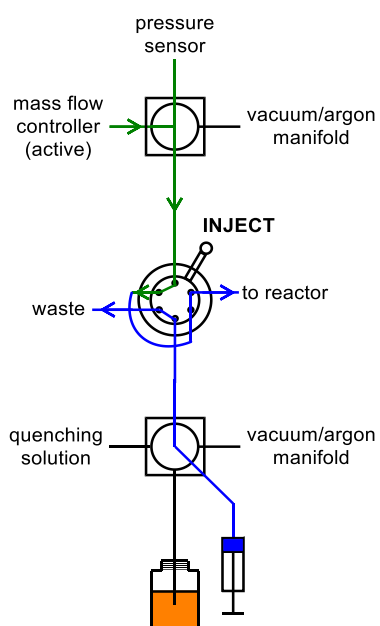 pressure
sensor
mass flow
controller
(active)
vacuum/argon
manifold
INJECT
waste
to reactor
quenching
solution
vacuum/argon
manifold